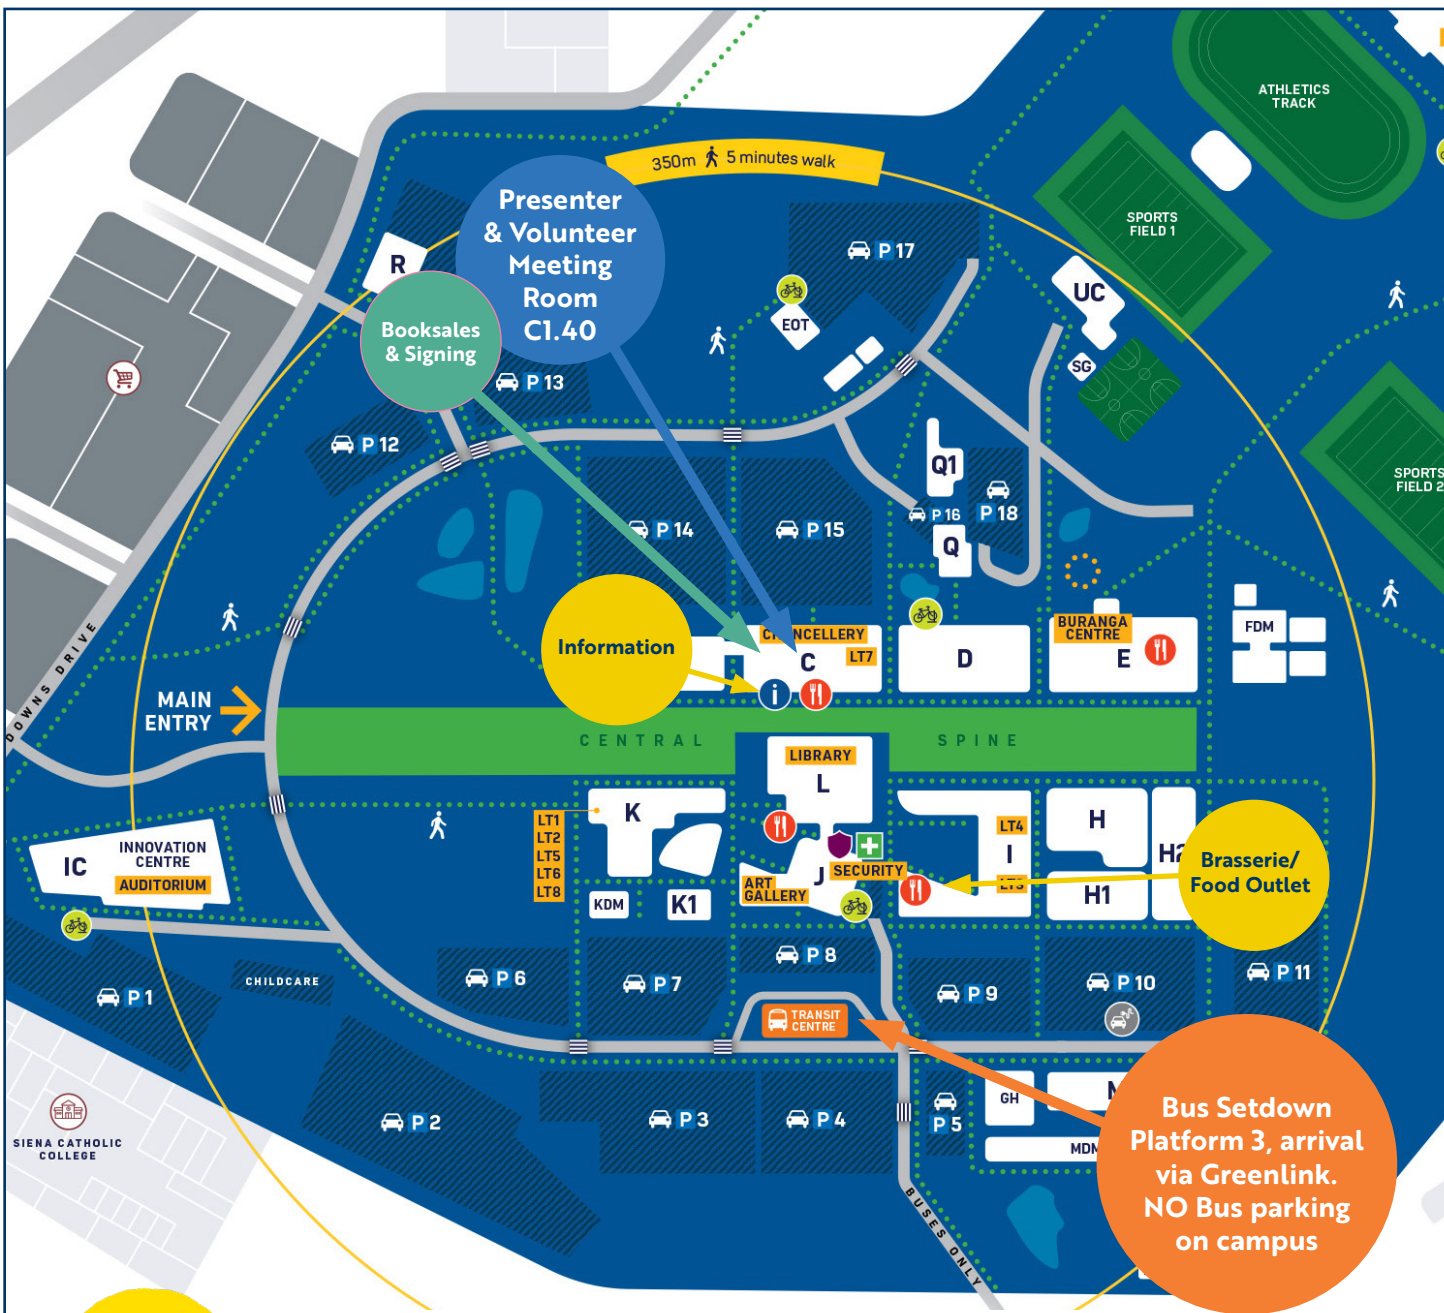 350m 5 minutes walk
ATHLETICS
TRACK
SPORTS
FIELD 1
Presenter
& Volunteer
Meeting
Room
C1.40
P 17
R
UC
EOT
Booksales
& Signing
SG
P 13
P 12
Q1
SPORTS
FIELD 2
P 14
P 15
P 16
P 18
Q
Information
CHANCELLERY
C
LT7
D
BURANGA
CENTRE
E
FDM
i
DOWNS DRIVE
MAIN
ENTRY
CENTRAL SPINE
LIBRARY
L
K
LT1
LT2
LT5
LT6
LT8
LT4
I
LT3
H
H2
H1
Brasserie/
Food Outlet
IC
INNOVATION
CENTRE
AUDITORIUM
J
SECURITY
ART
GALLERY
KDM
K1
P 8
P 6
P 7
P 9
P 10
P 11
CHILDCARE
P 1
TRANSIT
CENTRE
P 2
P 3
P 4
P 5
GH
MDM
SIENA CATHOLIC
COLLEGE
Bus Setdown
Platform 3, arrival
via Greenlink.
NO Bus parking
on campus
BUSES ONLY